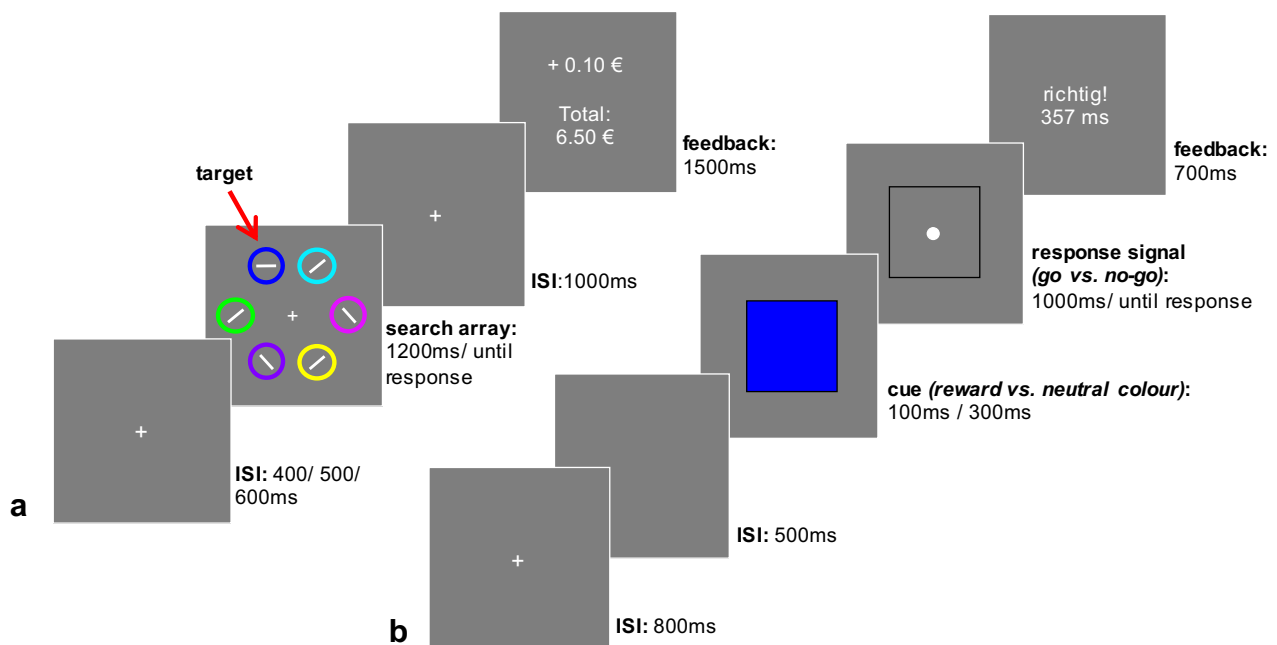 a
ISI: 400/ 500/
600ms
target
search array:
1200ms/ until
response
ISI:1000ms
+ 0.10 €
Total:
6.50 €
feedback:
1500ms
b
ISI: 800ms
ISI: 500ms
cue (reward vs. neutral colour):
100ms / 300ms
response signal
(go vs. no-go):
1000ms/ until response
richtig!
357 ms
feedback:
700ms